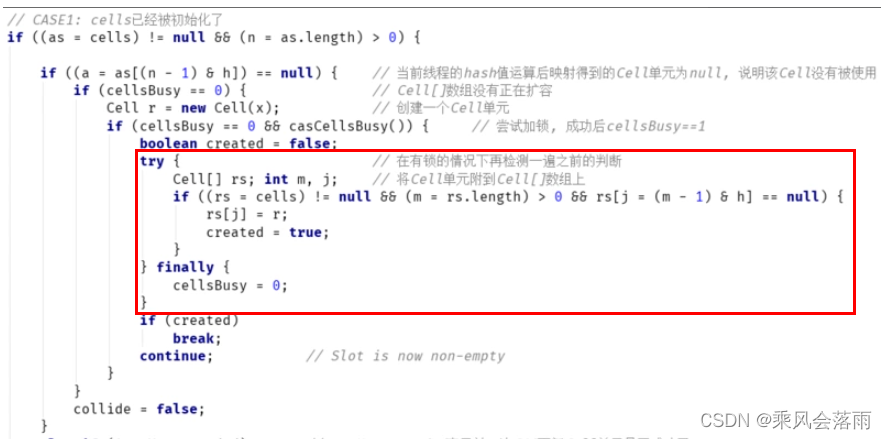 // CASE1: cells已经被初始化了
if ((as = cells) != null && (n = as.length) > 0) {
if ((a = as[(n - 1) & h]) == null) { // 当前线程的hash值运算后映射得到的Cell单元为null, 说明该Cell没有被使用
if (cellsBusy == 0) { // Cell[]数组没有正在扩容
Cell r = new Cell(x); // 创建一个Cell单元
if (cellsBusy == 0 && casCellsBusy()) { // 尝试加锁, 成功后cellsBusy==1
boolean created = false;
try { // 在有锁的情况下再检测一遍之前的判断
Cell[] rs; int m, j; // 将Cell单元附到Cell[]数组上
if ((rs = cells) != null && (m = rs.length) > 0 && rs[j = (m - 1) & h] == null) {
rs[j] = r;
created = true;
}
} finally {
cellsBusy = 0;
}
if (created)
break;
continue; // Slot is now non-empty
}
}
collide = false;
}
CSDN @乘风会落雨